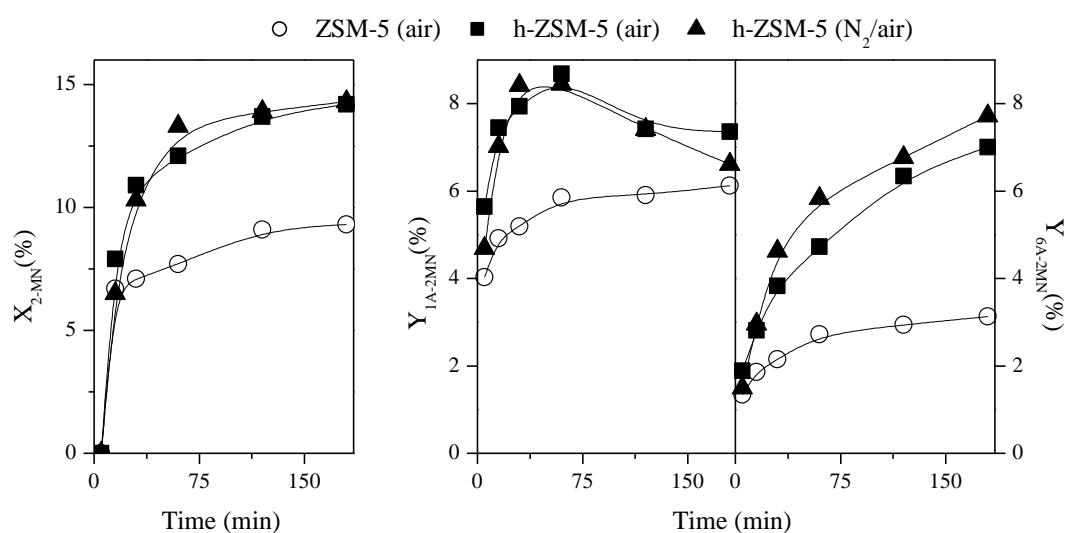 ZSM-5 (air) h-ZSM-5 (air) h-ZSM-5 (N2/air)
X2-MN(%)
15
10
5
0
0 75 150
Time (min)
Y1A-2MN(%)
8
6
4
2
0
0 75 150
0 75 150
Time (min)
8
6
4
2
0
Y6A-2MN(%)